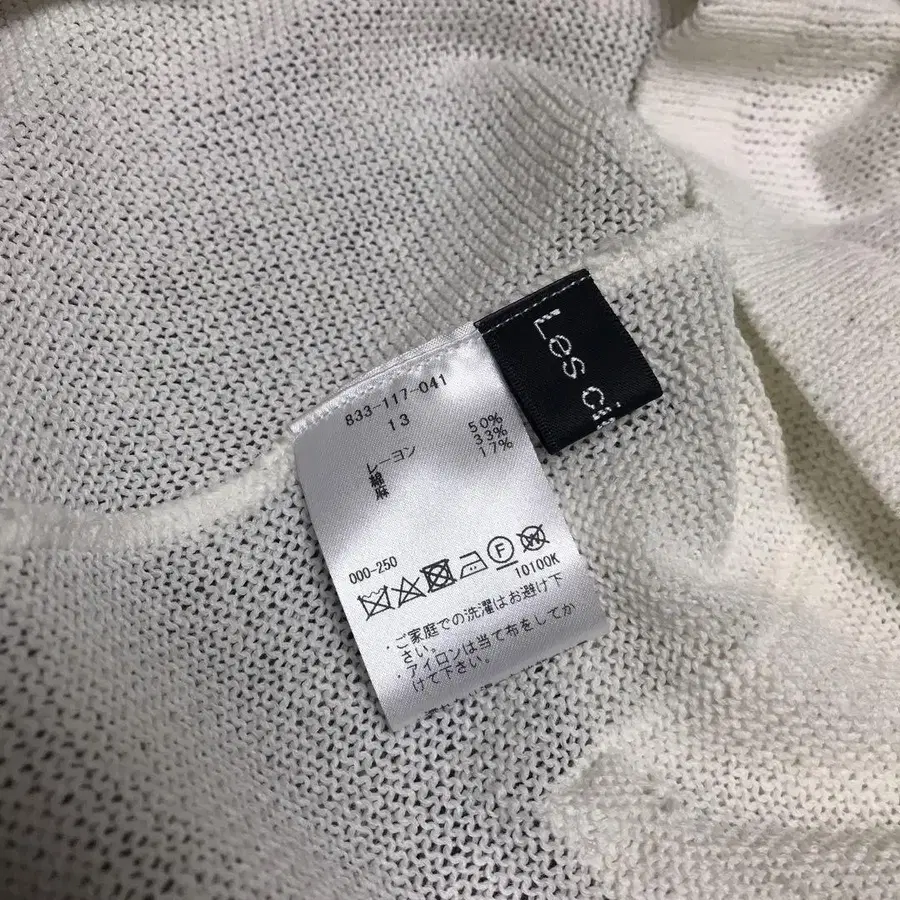 Les
833-117-041
13
レーヨン 50%
綿 33%
麻 17%
000-250
F W
10100K
・ご家庭での洗濯はお避け下
さい。
・アイロンは当て布をしてか
けて下さい。